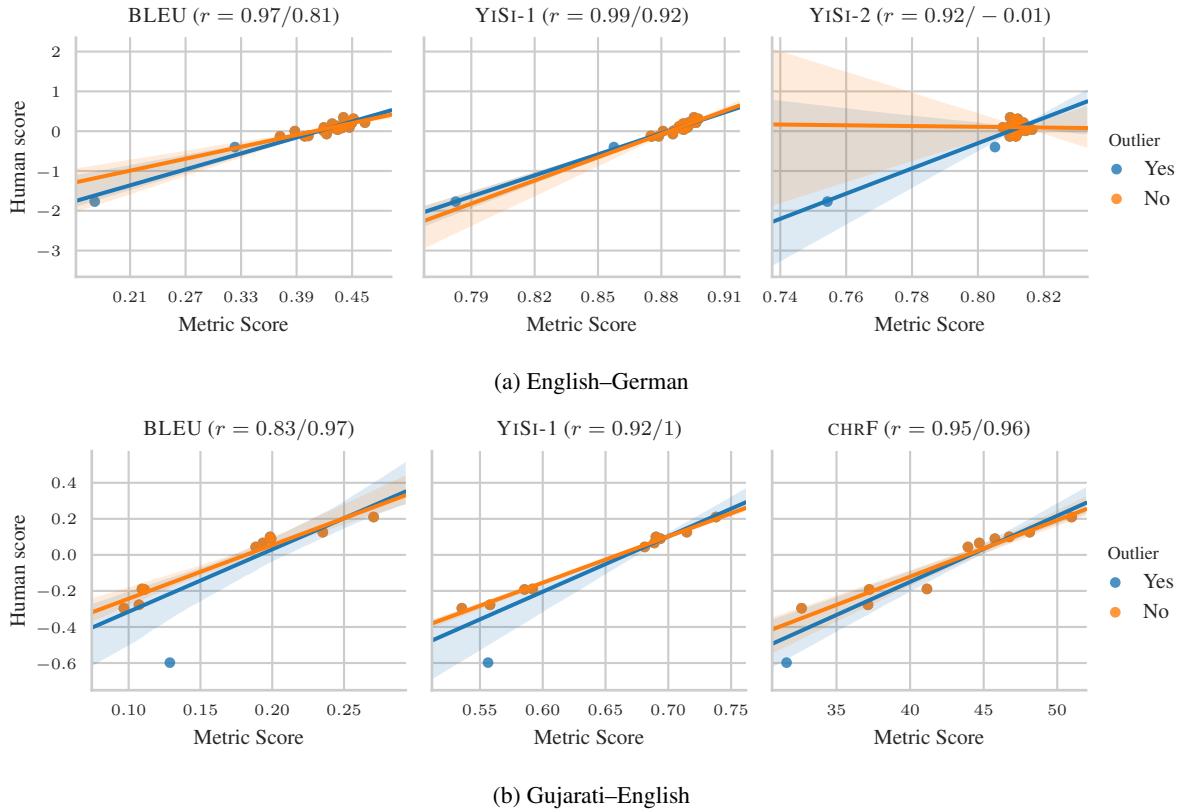 BLEU (r = 0.97/0.81) YISI-1 (r = 0.99/0.92) YISI-2 (r = 0.92/ − 0.01)
2
1
0
−1
−2
−3
Human score
0.21 0.27 0.33 0.39 0.45
0.79 0.82 0.85 0.88 0.91
0.74 0.76 0.78 0.80 0.82
Metric Score Metric Score Metric Score
Outlier
Yes
No
(a) English–German
BLEU (r = 0.83/0.97) YISI-1 (r = 0.92/1) CHRF (r = 0.95/0.96)
0.4
0.2
0.0
−0.2
−0.4
−0.6
Human score
0.10 0.15 0.20 0.25
0.55 0.60 0.65 0.70 0.75
35 40 45 50
Metric Score Metric Score Metric Score
Outlier
Yes
No
(b) Gujarati–English